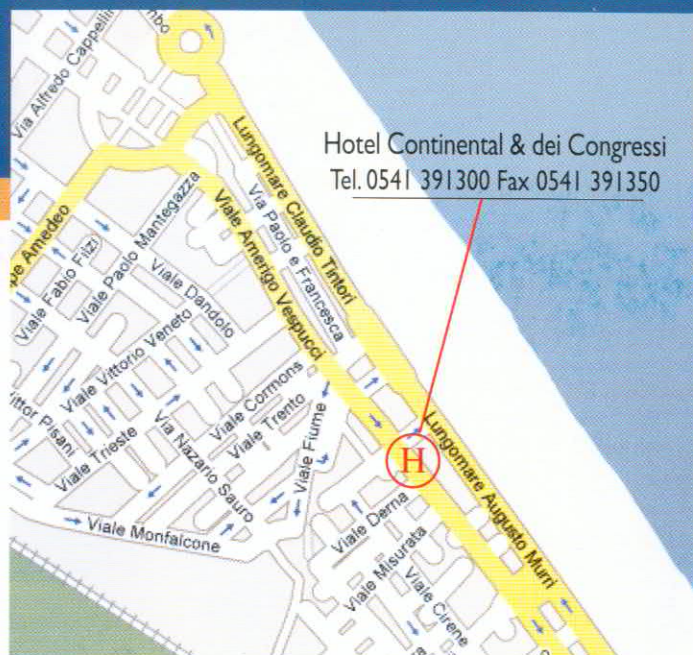 Hotel Continental & dei Congressi
Tel. 0541 391300 Fax 0541 391350
Via Alfredo Cappellin
mbo
Lungomare Claudio Tintori
Via Paolo e Francesca
Viale Amerigo Vespucci
pe Amedeo
Viale Fabio Filzi
Viale Paolo Mantegazza
Viale Dandolo
Viale Vittorio Veneto
Vittor Pisani
Viale Trieste
Via Nazario Sauro
Viale Cormons
Viale Trento
Viale Fiume
Viale Monfalcone
H
Lungomare Augusto Murri
Viale Derna
Viale Misurata
Viale Cirene